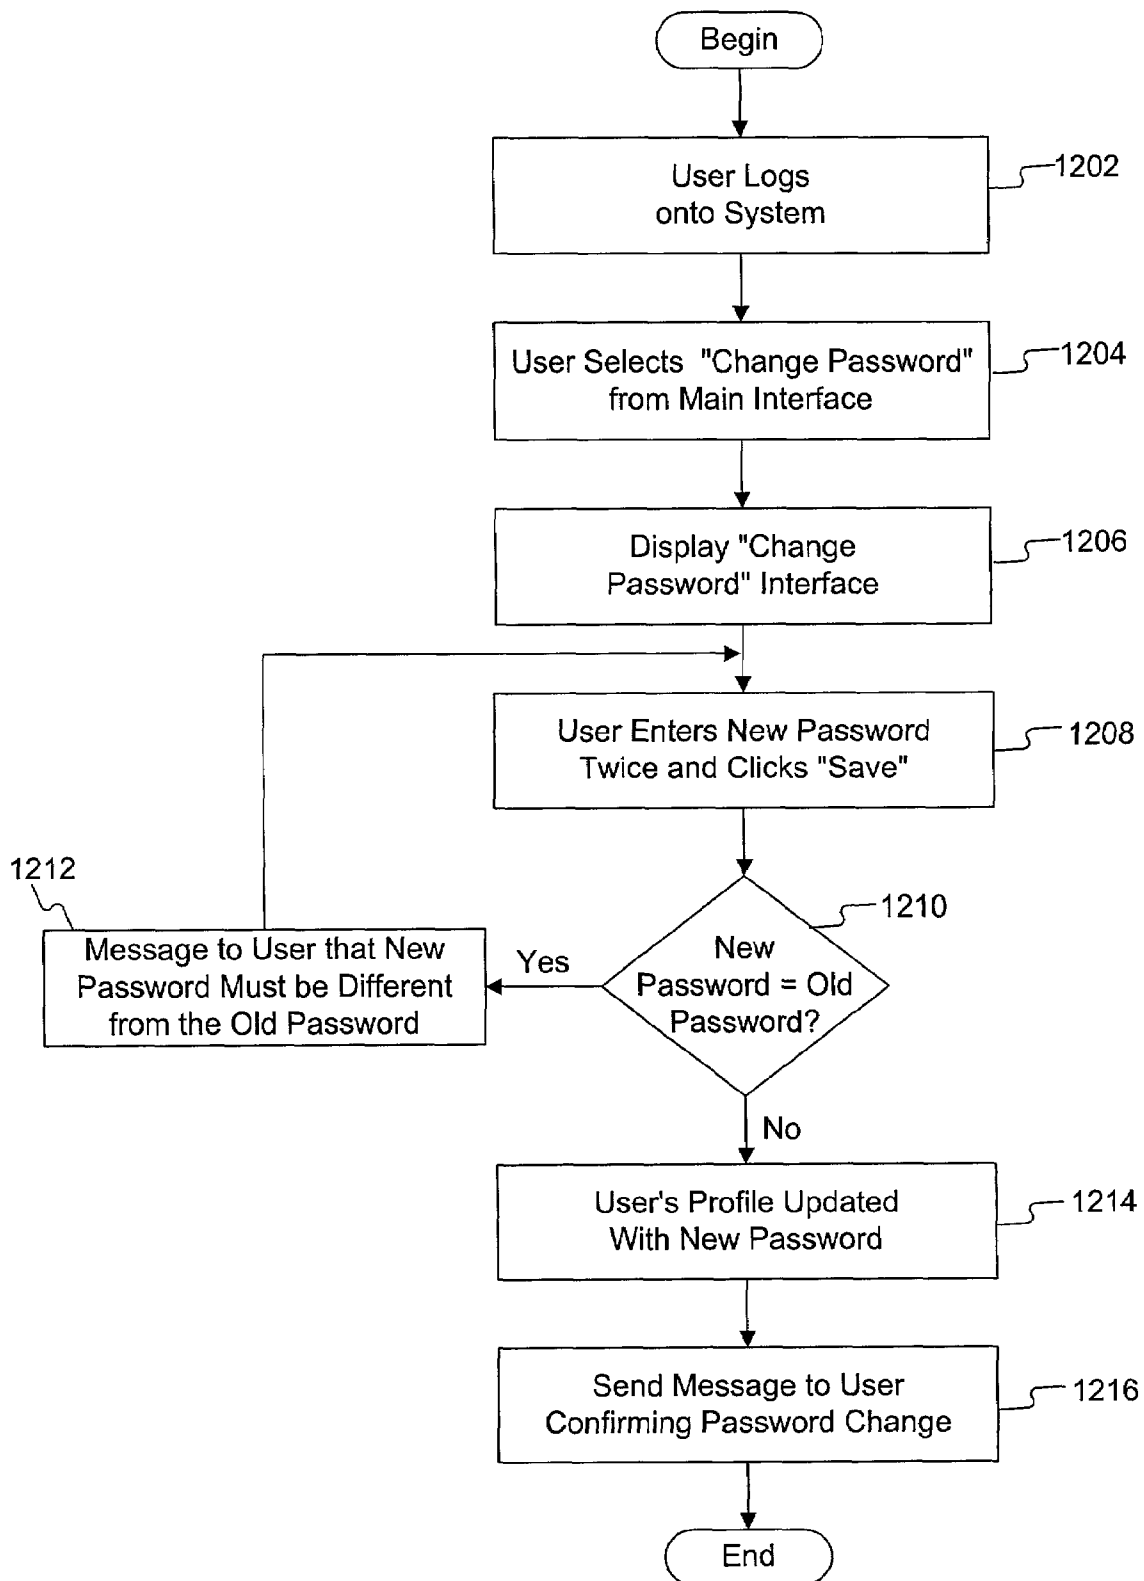 Begin
User Logs
onto System
1202
User Selects "Change Password"
from Main Interface
1204
Display "Change
Password" Interface
1206
User Enters New Password
Twice and Clicks "Save"
1208
1212
Message to User that New
Password Must be Different
from the Old Password
Yes
New
Password = Old
Password?
1210
No
User's Profile Updated
With New Password
1214
Send Message to User
Confirming Password Change
1216
End